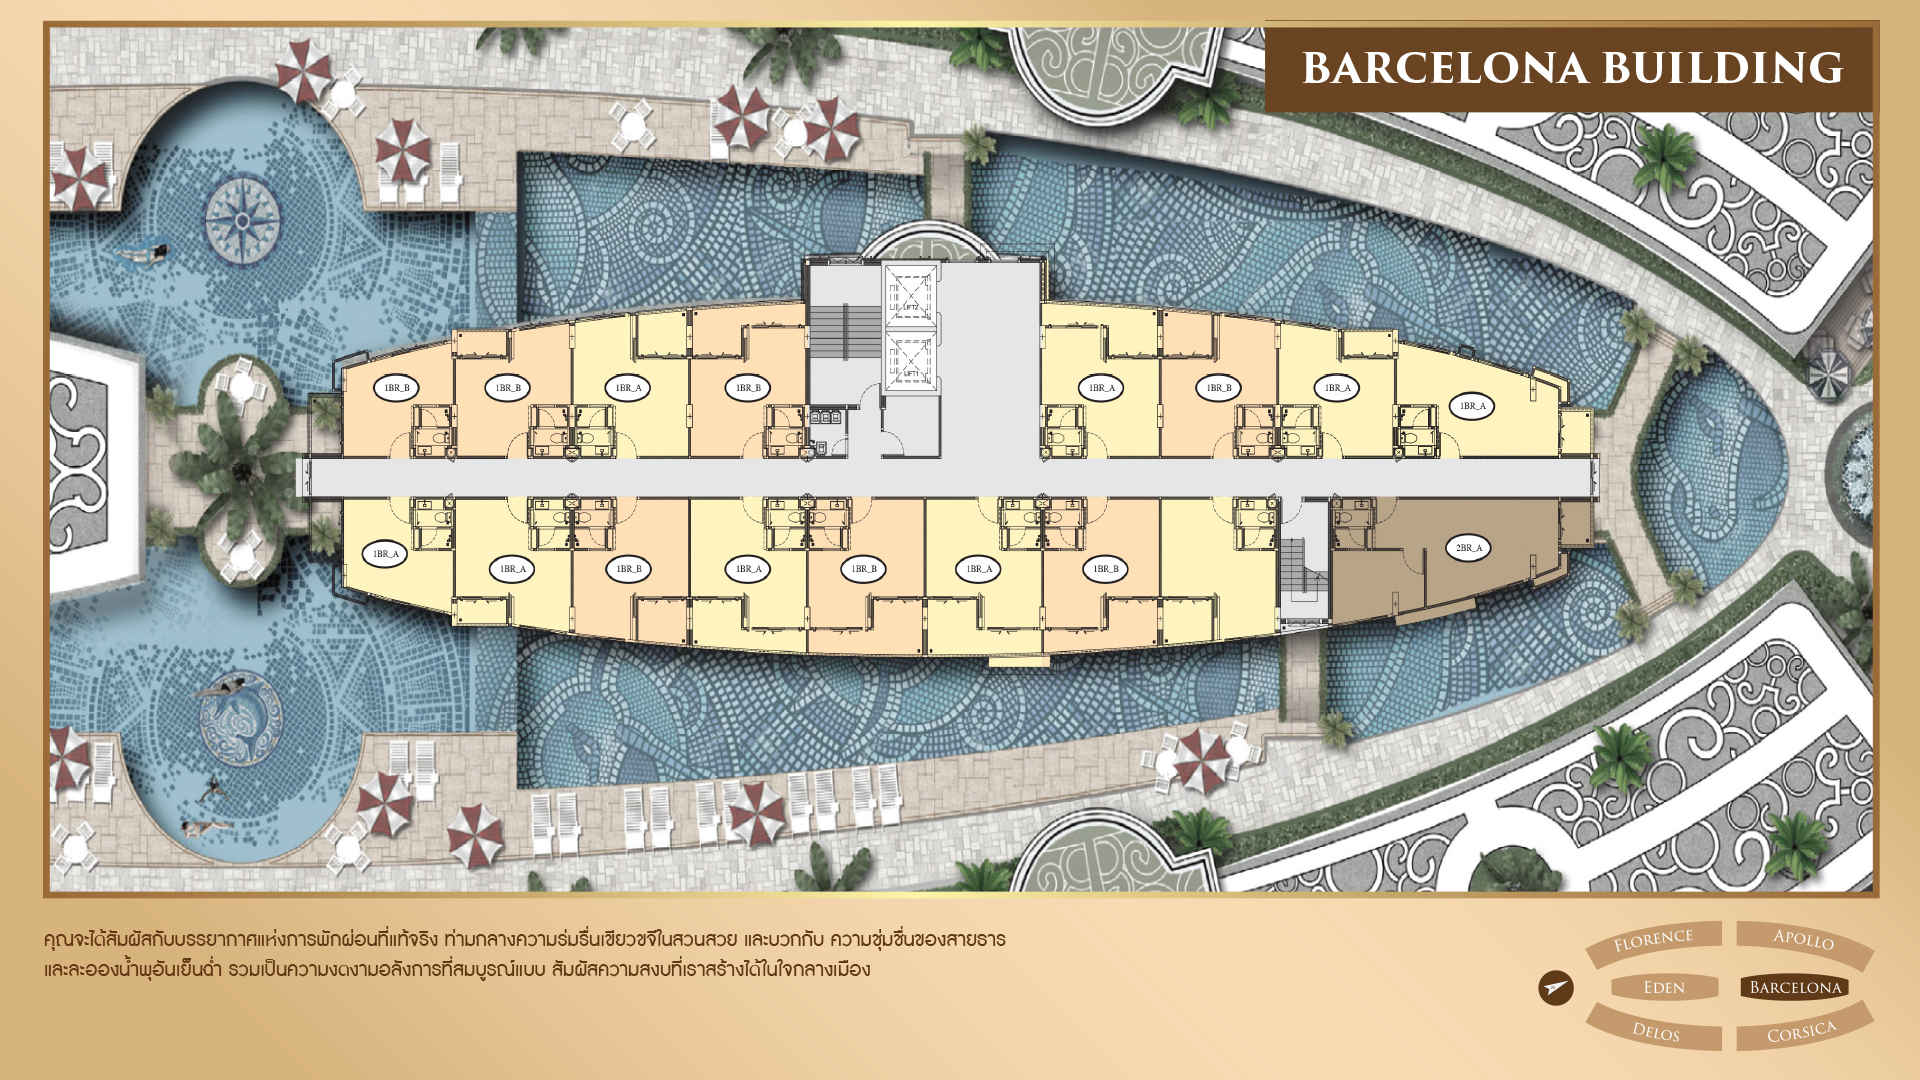 BARCELONA BUILDING
LIFT2
LIFT1
1BR_B
1BR_B
1BR_A
1BR_B
1BR_A
1BR_B
1BR_A
1BR_A
1BR_A
1BR_A
1BR_B
1BR_A
1BR_B
1BR_A
1BR_B
2BR_A
คุณจะได้สัมผัสกับบรรยากาศแห่งการพักผ่อนที่แท้จริง ท่ามกลางความร่มรื่นเขียวขจีในสวนสวย และบวกกับ ความชุ่มชื่นของสายธาร
และละอองน้ำพุอันเย็นฉ่ำ รวมเป็นความงดงามอลังการที่สมบูรณ์แบบ สัมผัสความสงบที่เราสร้างได้ในใจกลางเมือง
FLORENCE
APOLLO
EDEN
BARCELONA
DELOS
CORSICA